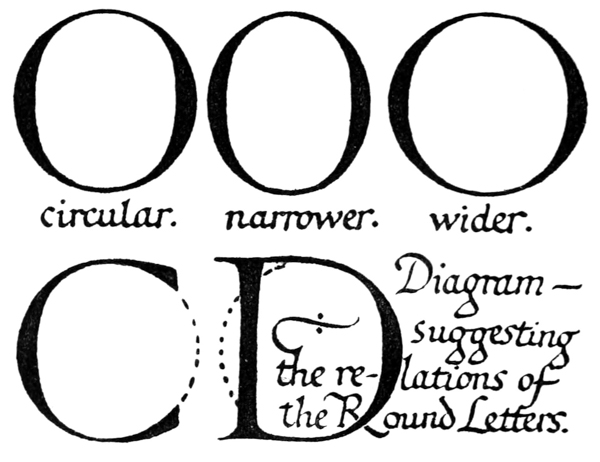 O O O
circular. narrower. wider.
C D
Diagram —
suggesting
the re-lations of
the Round Letters.